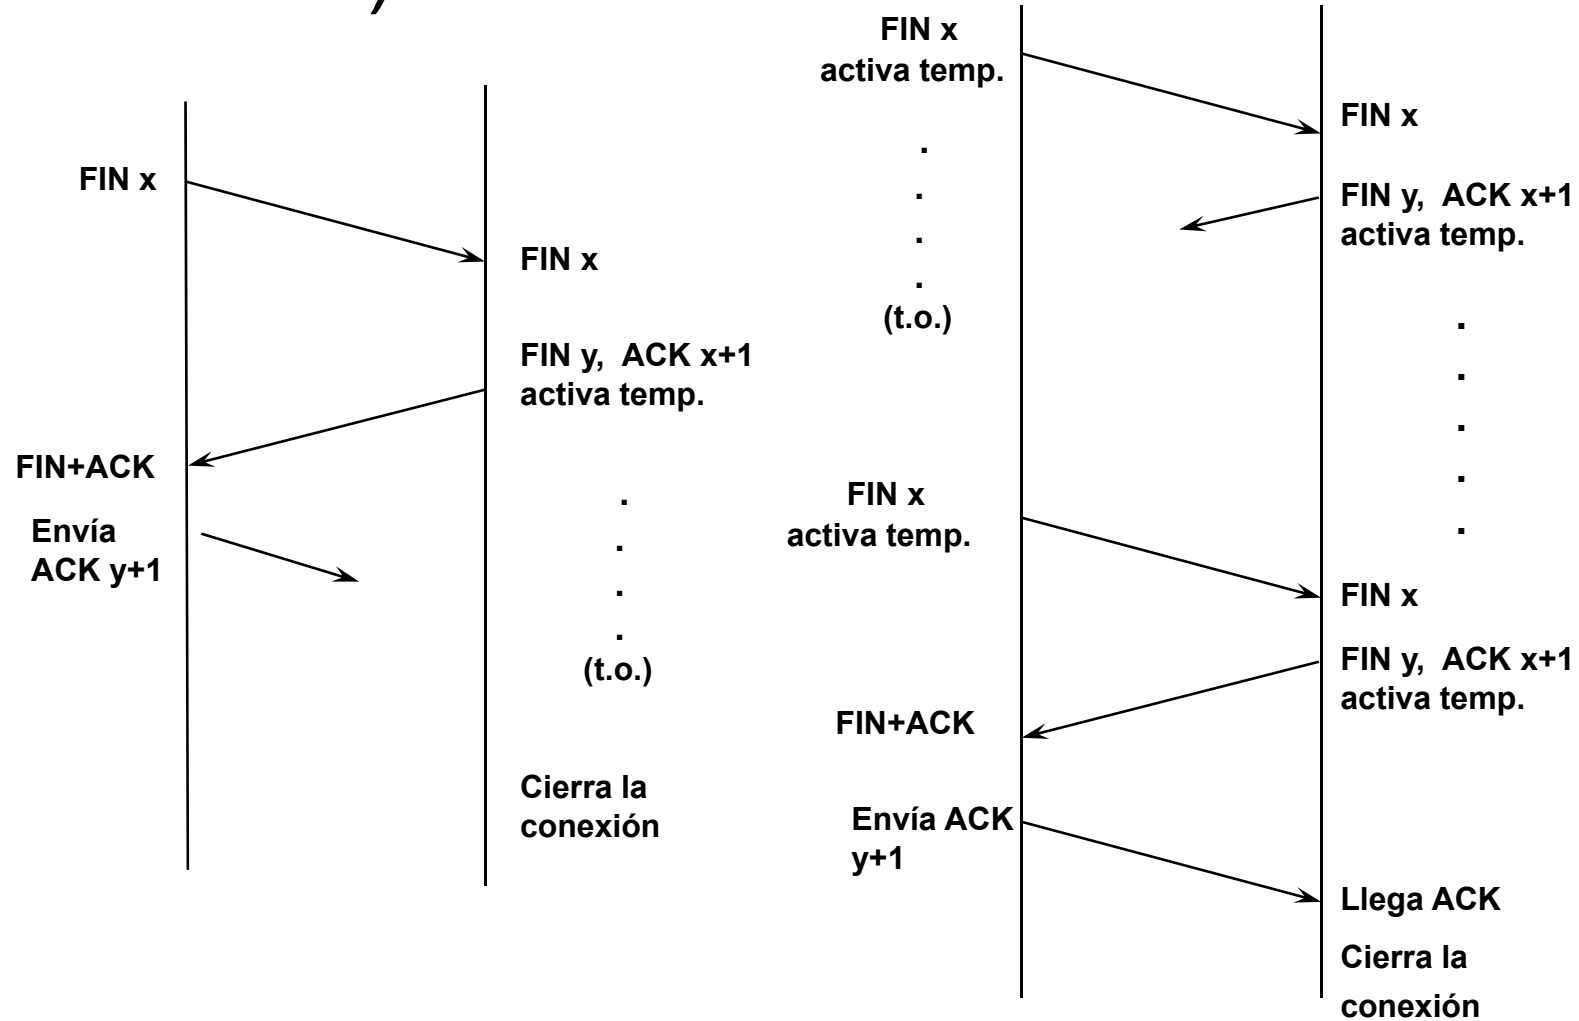 )
FIN x
FIN x
FIN y, ACK x+1
activa temp.
FIN+ACK
Envía
ACK y+1
.
.
.
.
(t.o.)
Cierra la
conexión
FIN x
activa temp.
FIN x
.
.
.
.
(t.o.)
FIN y, ACK x+1
activa temp.
.
.
.
.
.
FIN x
activa temp.
FIN x
FIN y, ACK x+1
activa temp.
FIN+ACK
Envía ACK
y+1
Llega ACK
Cierra la
conexión